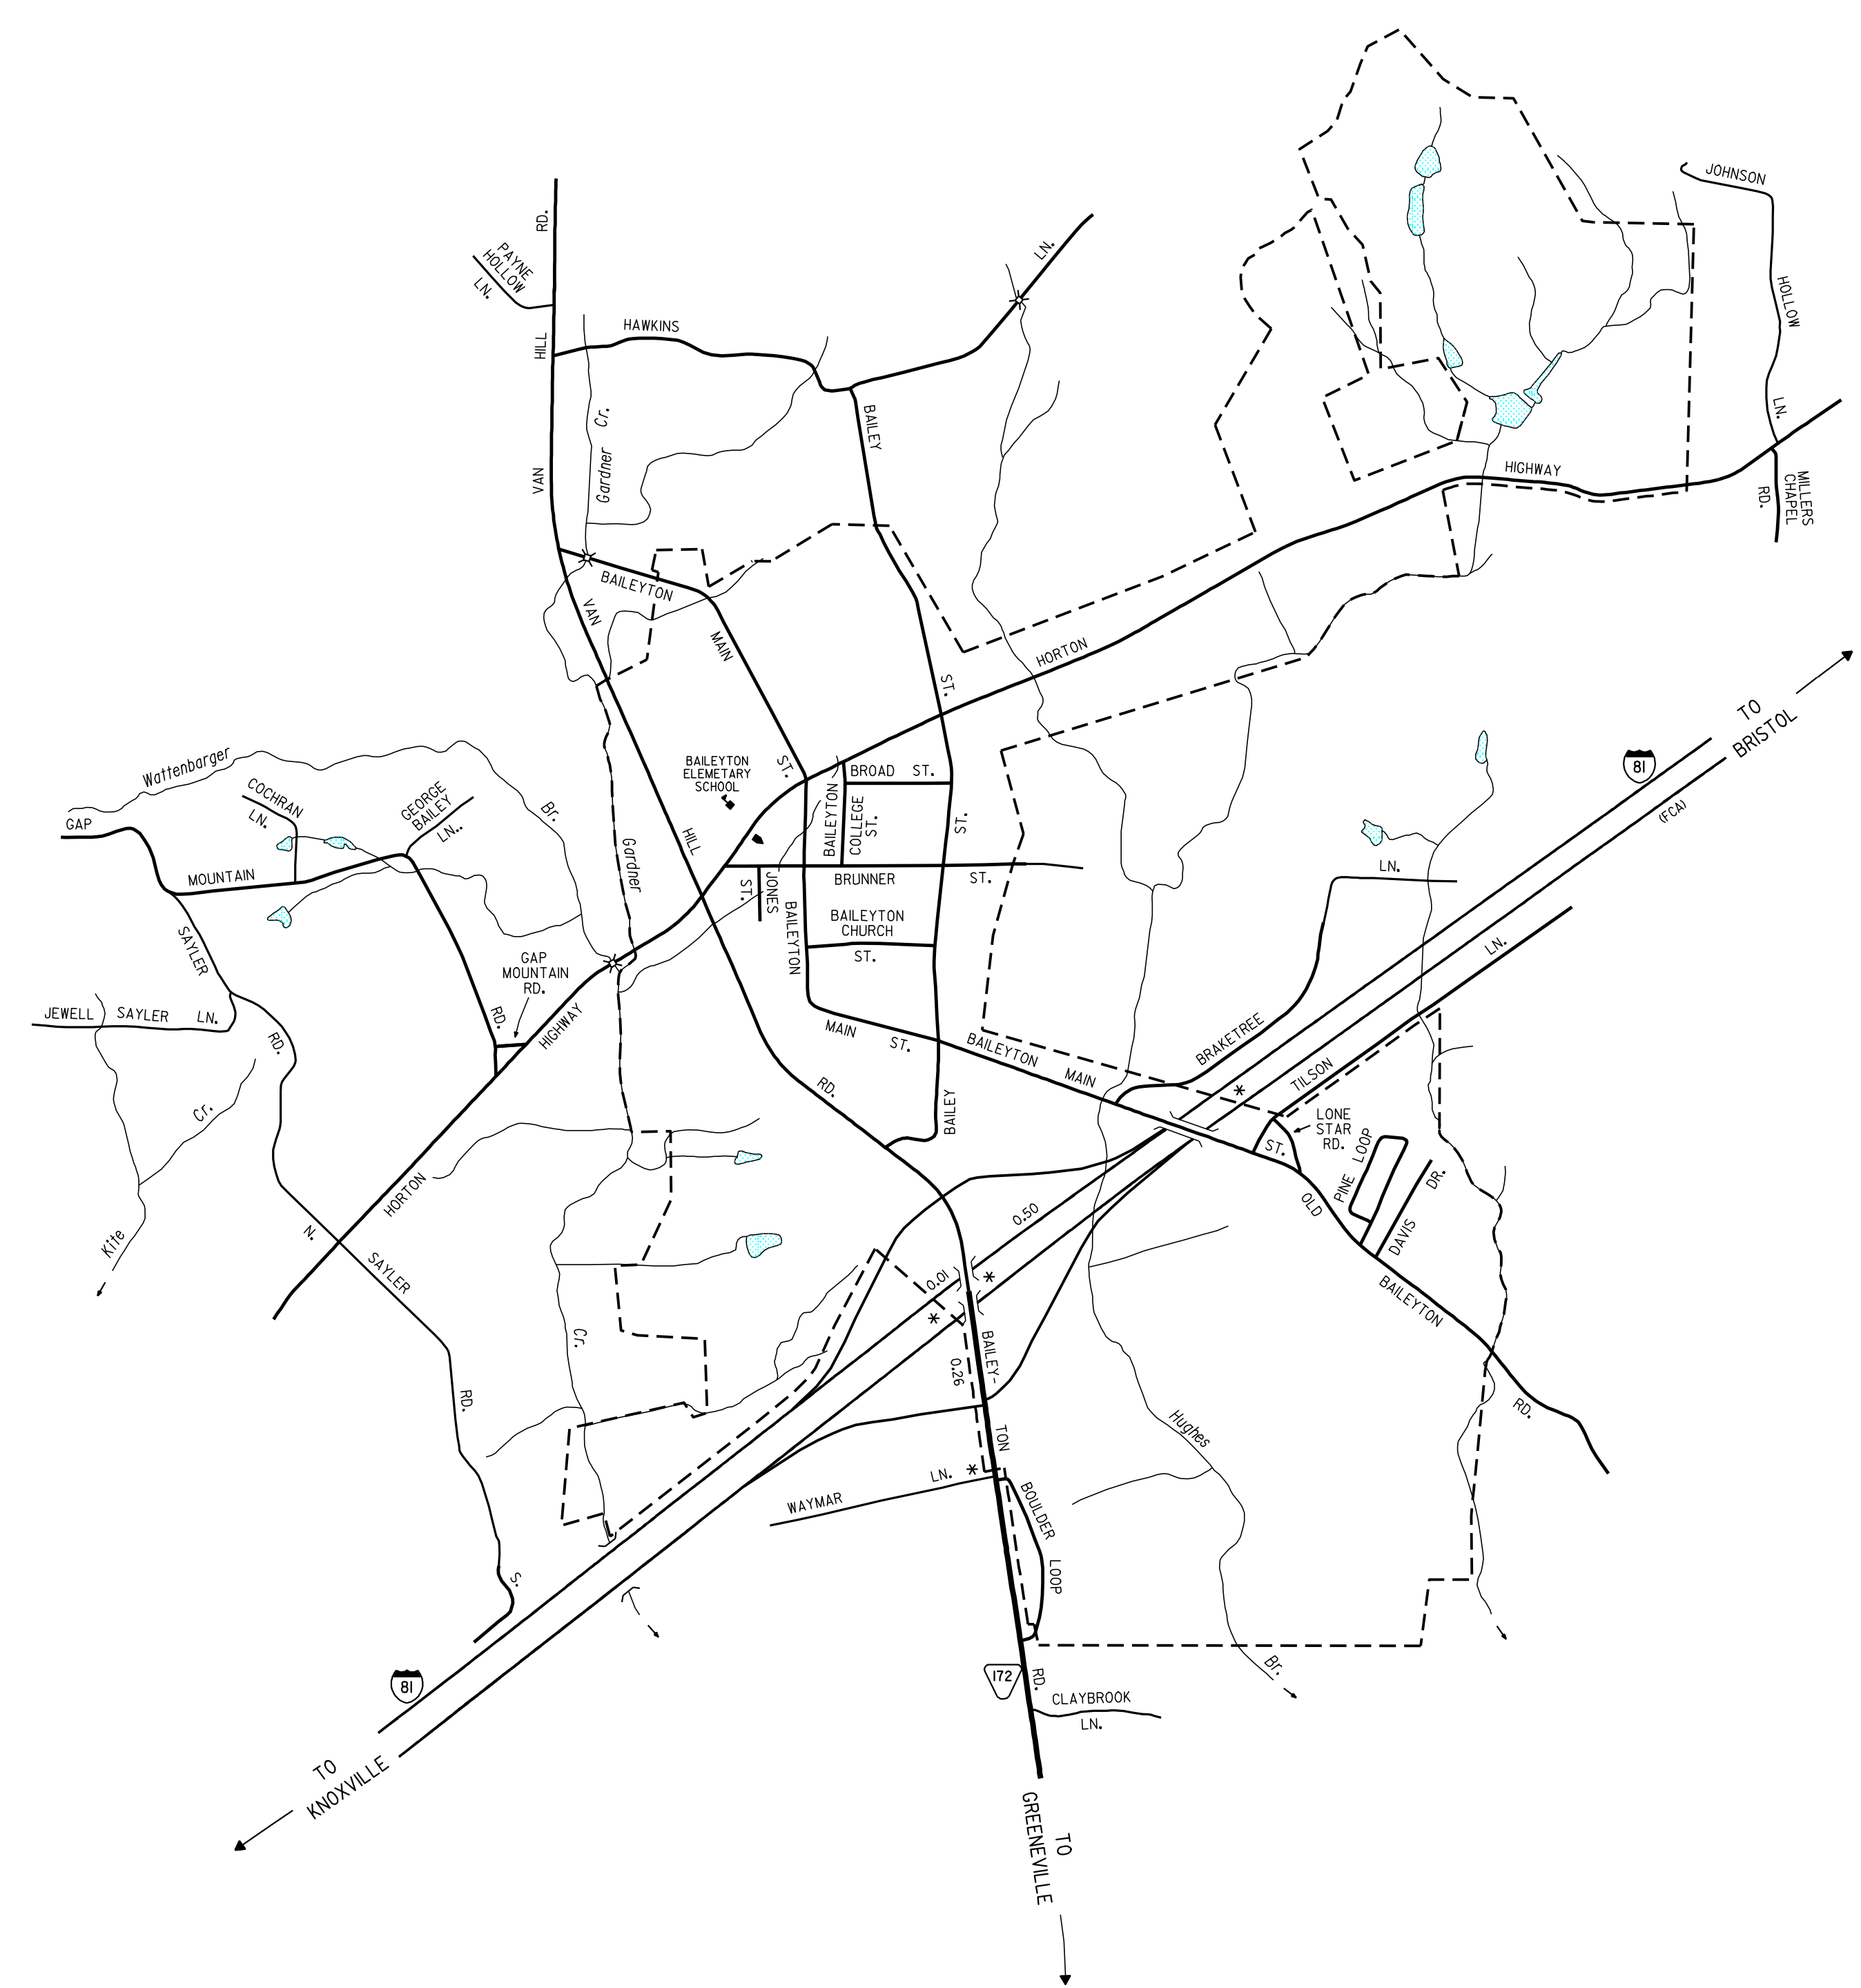 JOHNSON
HOLLOW
LN.
RD.
PAYNE
HOLLOW
LN.
LN.
HILL
HAWKINS
VAN
Gardner Cr.
BAILEY
HIGHWAY
MILLERS
CHAPEL
RD.
BAILEYTON
VAN
MAIN
HORTON
ST.
TO
BRISTOL
81
(FCA)
Wattenbarger
Br.
COCHRAN
LN.
GEORGE
BAILEY
LN..
BAILEYTON
ELEMETARY
SCHOOL
ST.
BROAD ST.
BAILEYTON
COLLEGE
ST.
ST.
GAP
MOUNTAIN
HILL
Gardner
JONES
ST.
BRUNNER ST.
LN.
BAILEYTON
BAILEYTON
CHURCH
ST.
SAYLER
GAP
MOUNTAIN
RD.
LN.
JEWELL SAYLER LN.
RD.
RD.
HIGHWAY
MAIN ST.
BAILEYTON
MAIN
BRAKETREE
*
TILSON
LONE
STAR
RD.
Cr.
RD.
BAILEY
ST.
PINE LOOP
DR.
HORTON
OLD
DAVIS
Kite
N.
SAYLER
0.50
0.01
*
*
BAILEYTON
Cr.
BAILEY-
0.26
RD.
TON
RD.
Hughes
LN. *
WAYMAR
BOULDER
LOOP
S.
Br.
81
172
RD.
CLAYBROOK
LN.
TO
KNOXVILLE
TO
GREENEVILLE